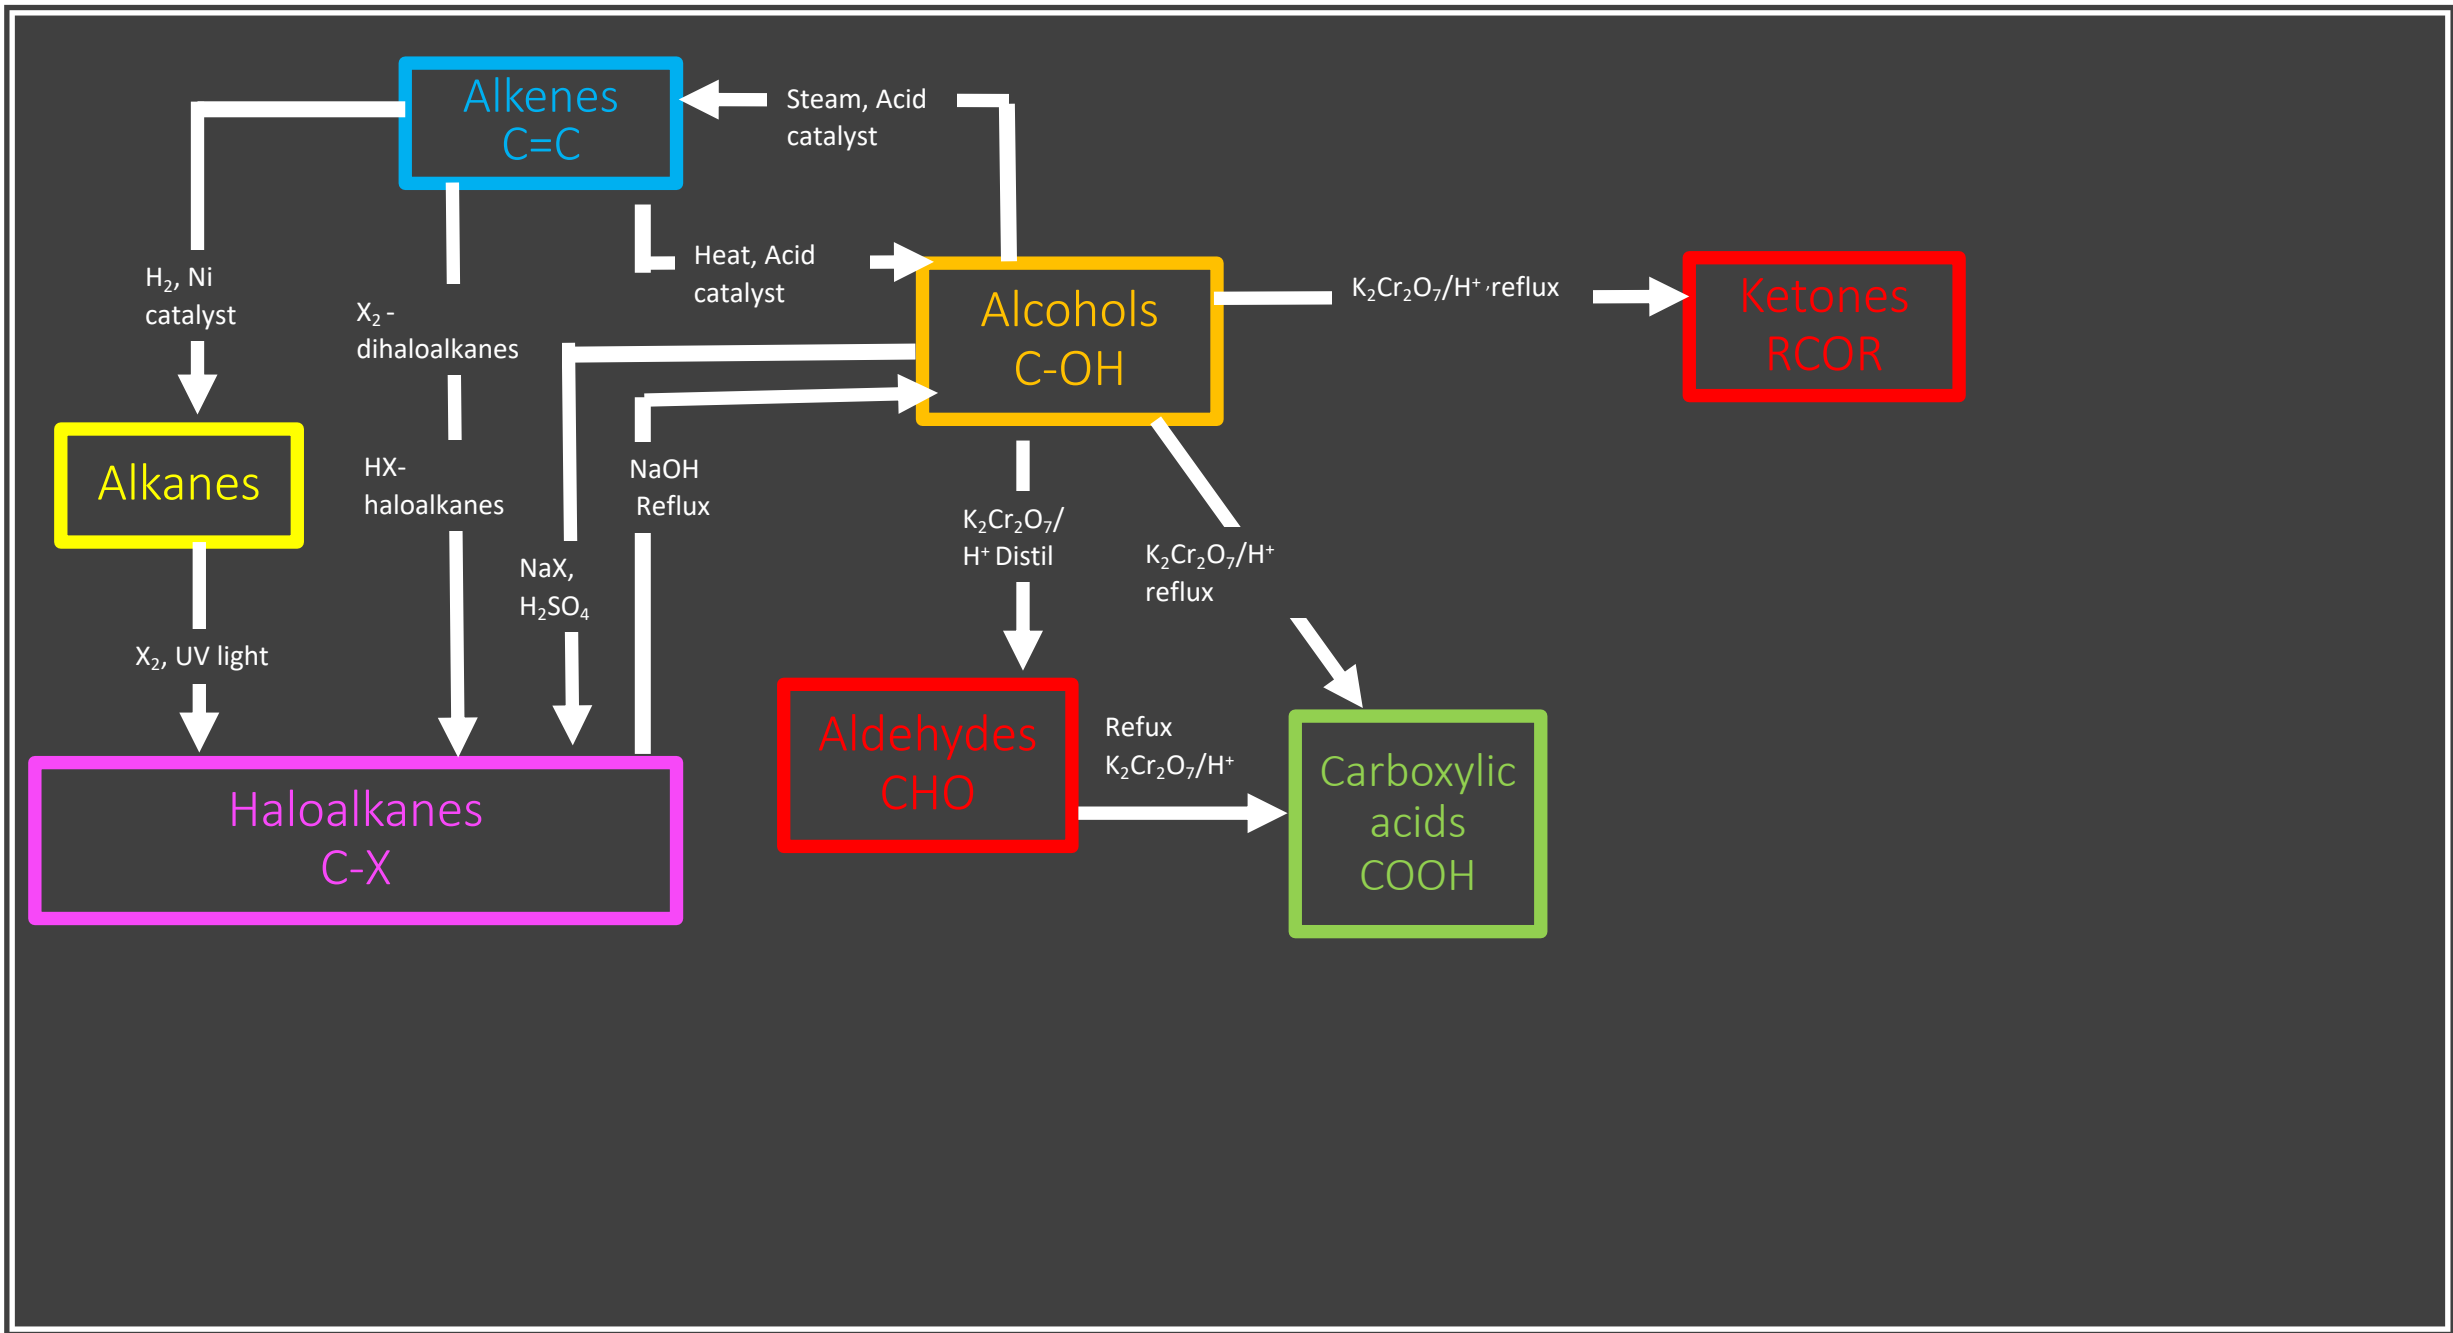 Alkenes
C=C
Steam, Acid
catalyst
H₂, Ni
catalyst
X₂ -
dihaloalkanes
Heat, Acid
catalyst
Alcohols
C-OH
K₂Cr₂O₇/H⁺ ,reflux
Ketones
RCOR
Alkanes
HX-
haloalkanes
NaOH
Reflux
NaX,
H₂SO₄
K₂Cr₂O₇/
H⁺ Distil
K₂Cr₂O₇/H⁺
reflux
X₂, UV light
Aldehydes
CHO
Refux
K₂Cr₂O₇/H⁺
Carboxylic
acids
COOH
Haloalkanes
C-X